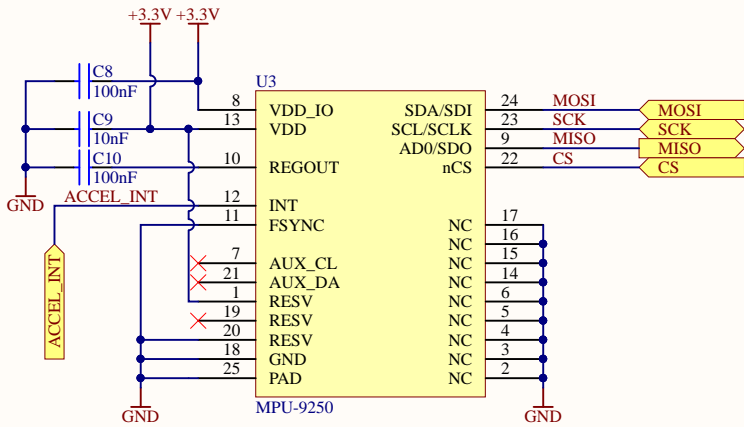 +3.3V +3.3V
C8
100nF
C9
10nF
C10
100nF
GND
ACCEL_INT
ACCEL_INT
U3
8 VDD_IO SDA/SDI 24 MOSI MOSI
13 VDD SCL/SCLK 23 SCK SCK
AD0/SDO 9 MISO MISO
10 REGOUT nCS 22 CS CS
12 INT
11 FSYNC NC 17
NC 16
7 AUX_CL NC 15
21 AUX_DA NC 14
1 RESV NC 6
19 RESV NC 5
20 RESV NC 4
18 GND NC 3
25 PAD NC 2
MPU-9250
GND
GND